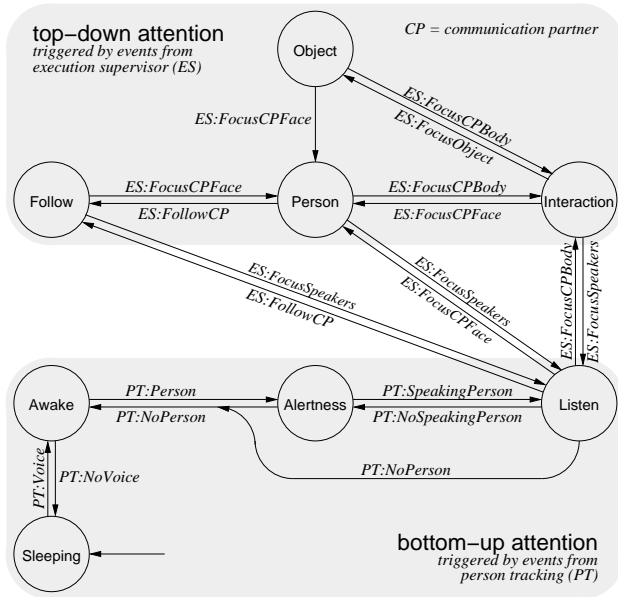 top−down attention
triggered by events from
execution supervisor (ES)
CP = communication partner
Object
ES:FocusCPBody
ES:FocusObject
ES:FocusCPFace
Follow
ES:FocusCPFace
ES:FollowCP
Person
ES:FocusCPBody
ES:FocusCPFace
Interaction
ES:FocusSpeakers
ES:FollowCP
ES:FocusSpeakers
ES:FocusCPFace
ES:FocusCPBody
ES:FocusSpeakers
Awake
PT:Person
PT:NoPerson
Alertness
PT:SpeakingPerson
PT:NoSpeakingPerson
Listen
PT:NoPerson
PT:Voice
PT:NoVoice
Sleeping
bottom−up attention
triggered by events from
person tracking (PT)